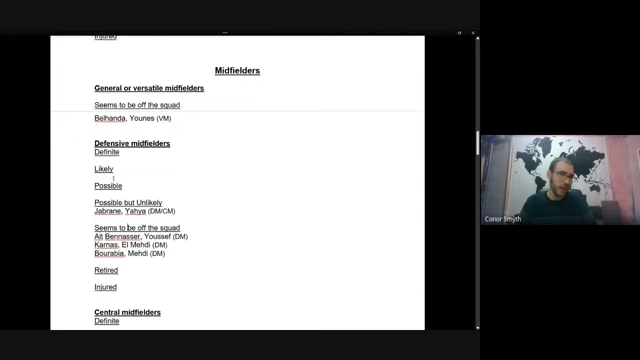 Injured
Midfielders
General or versatile midfielders
Seems to be off the squad
Belhanda, Younes (VM)
Defensive midfielders
Definite
Likely
Possible
Possible but Unlikely
Jabrane, Yahya (DM/CM)
Seems to be off the squad
Ait Bennasser, Youssef (DM)
Karnas, El Mehdi (DM)
Bourabia, Mehdi (DM)
Retired
Injured
Central midfielders
Definite
Conor Smyth